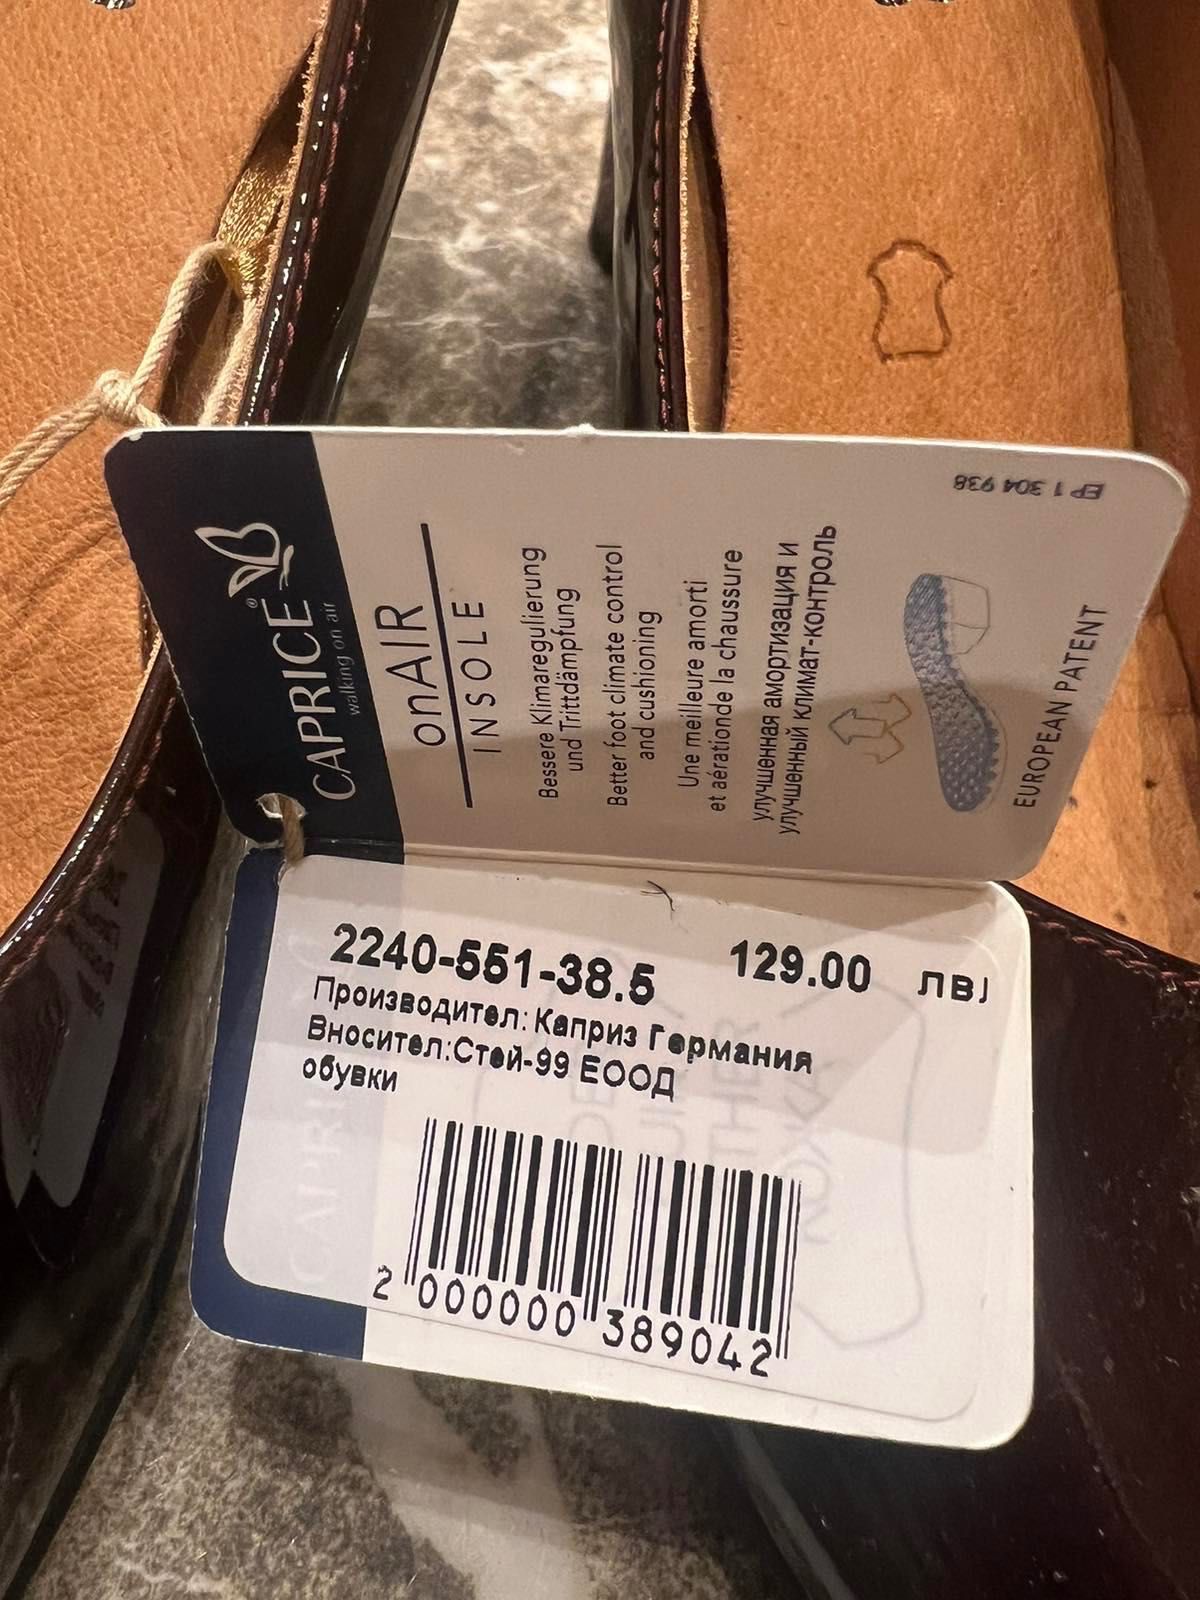 CAPRICE®
walking on air
onAIR
INSOLE
Bessere Klimaregulierung
und Trittdämpfung
Better foot climate control
and cushioning
Une meilleure amorti
et aérationde la chaussure
улучшенная амортизация и
улучшенный климат-контроль
EUROPEAN PATENT
EP 1 304 938
2240-551-38.5 129.00 лв
Производител: Каприз Германия
Вносител:Стей-99 ЕООД
обувки
2 000000 389042